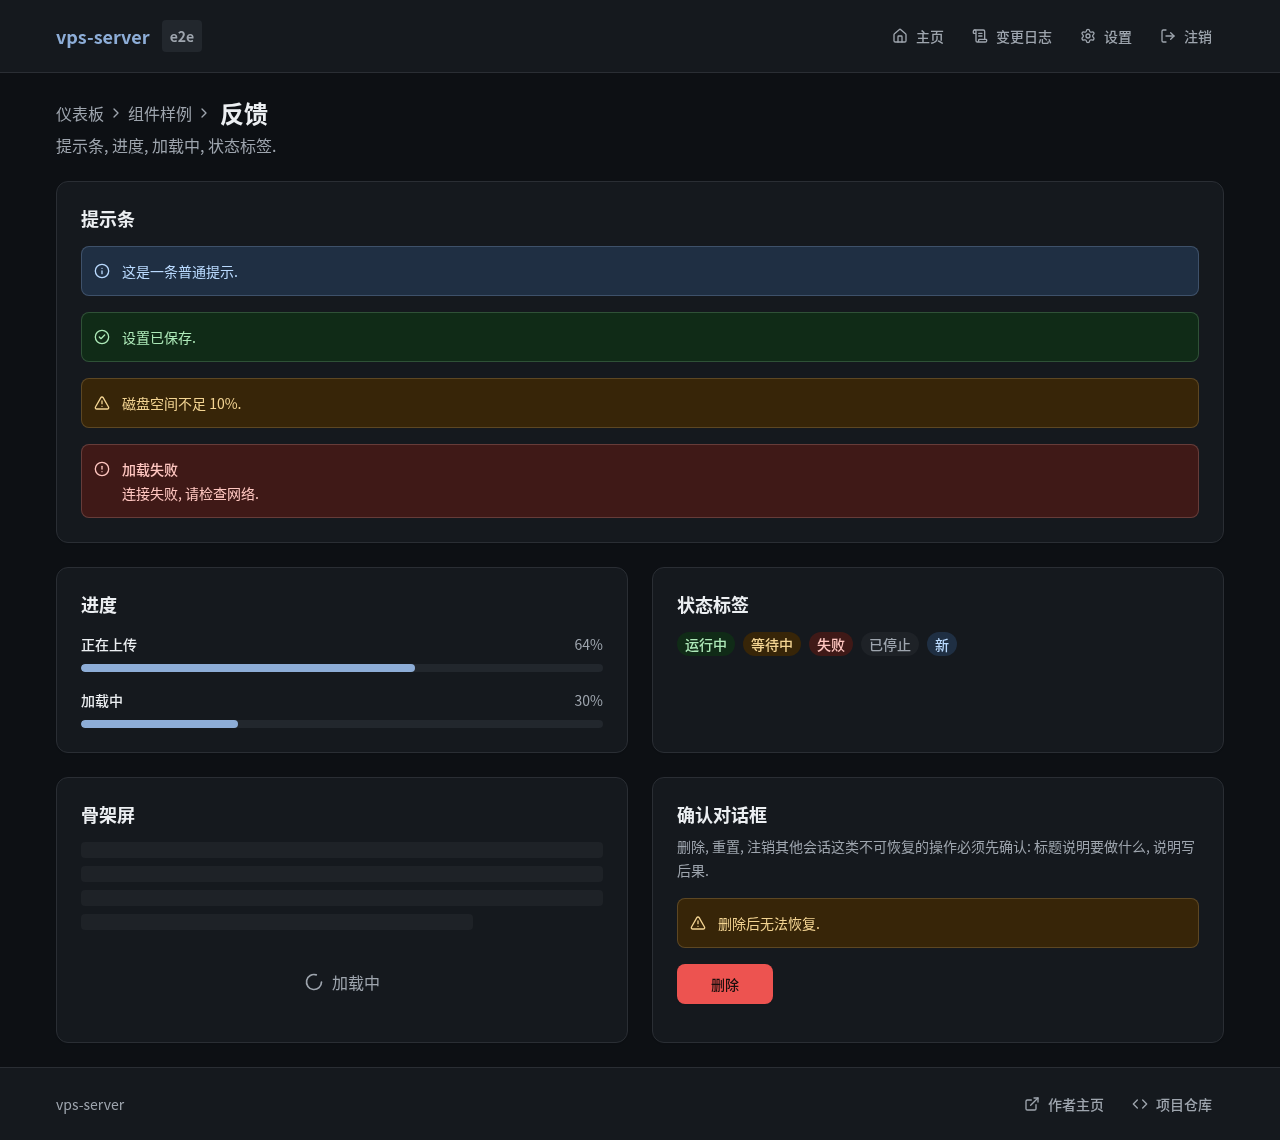 vps-server e2e 主页 变更日志 设置 注销
仪表板 组件样例 反馈
提示条, 进度, 加载中, 状态标签.
提示条
这是一条普通提示.
设置已保存.
磁盘空间不足 10%.
加载失败
连接失败, 请检查网络.
进度
正在上传 64%
加载中 30%
状态标签
运行中 等待中 失败 已停止 新
骨架屏
加载中
确认对话框
删除, 重置, 注销其他会话这类不可恢复的操作必须先确认: 标题说明要做什么, 说明写
后果.
删除后无法恢复.
删除
vps-server 作者主页 项目仓库